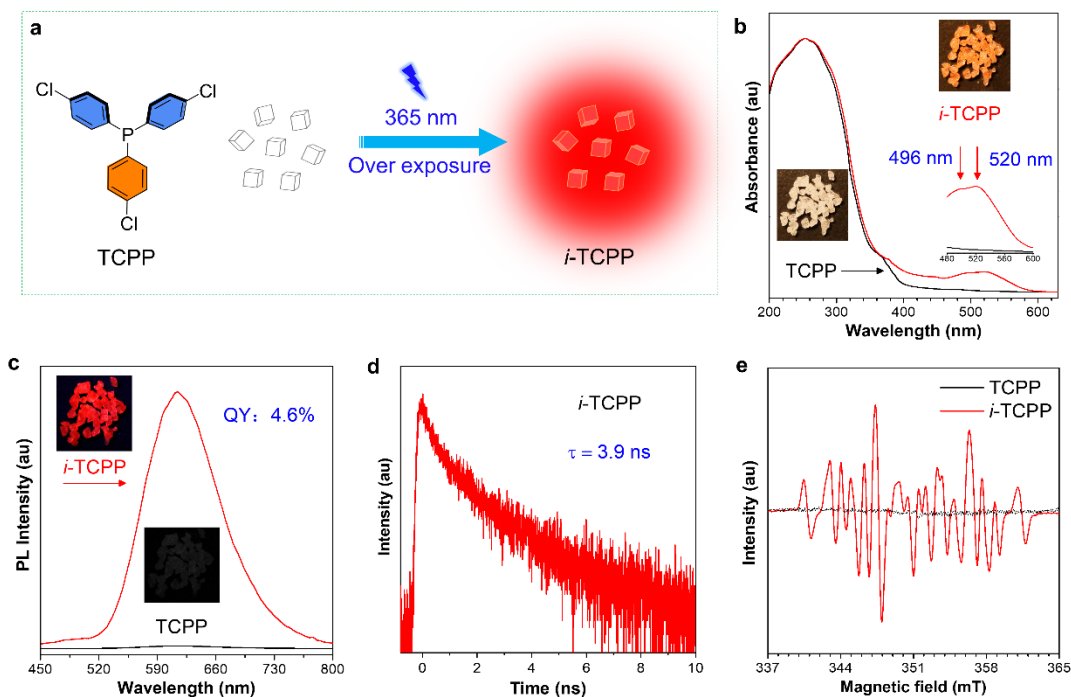 a
Cl
Cl
P
Cl
TCPP
365 nm
Over exposure
i-TCPP
b
Absorbance (au)
i-TCPP
496 nm
520 nm
480 520 560 600
TCPP
200 300 400 500 600
Wavelength (nm)
c
PL Intensity (au)
QY: 4.6%
i-TCPP
TCPP
450 520 590 660 730 800
Wavelength (nm)
d
Intensity (au)
i-TCPP
τ = 3.9 ns
0 2 4 6 8 10
Time (ns)
e
Intensity (au)
TCPP
i-TCPP
337 344 351 358 365
Magnetic field (mT)